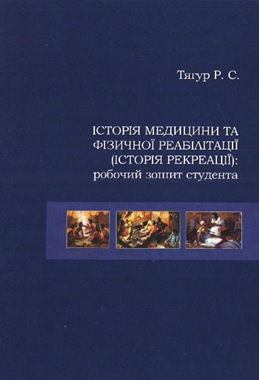 Тягур Р. С.
ІСТОРІЯ МЕДИЦИНИ ТА
ФІЗИЧНОЇ РЕАБІЛІТАЦІЇ
(ІСТОРІЯ РЕКРЕАЦІЇ):
робочий зошит студента